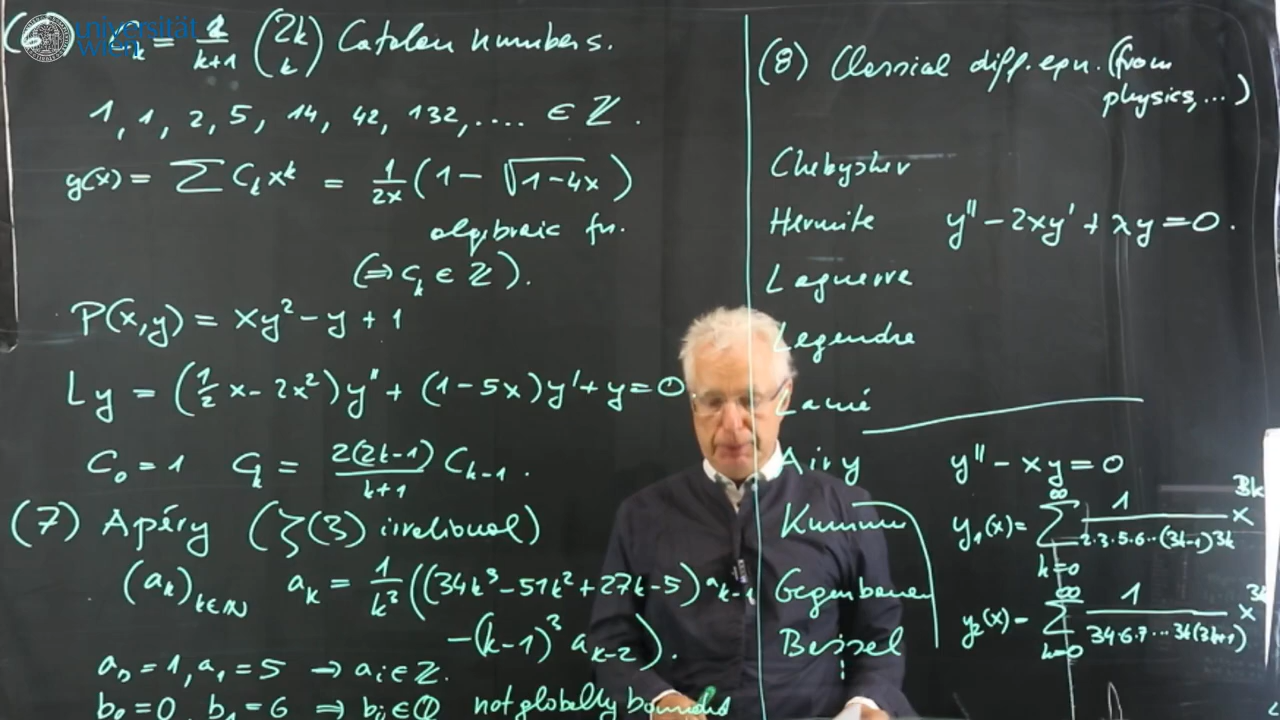 universität
wien
(6) C_k = 1/(k+1) (2k choose k) Catalan numbers.
1, 1, 2, 5, 14, 42, 132, .... ∈ ℤ.
g(x) = ∑ C_k x^k = 1/(2x) (1 - √(1-4x))
algebraic fn.
(⇒ C_k ∈ ℤ).
P(x,y) = xy² - y + 1
Ly = (1/2 x - 2x²)y'' + (1-5x)y' + y = 0
C_0 = 1 C_k = 2(2k-1)/(k+1) C_{k-1}.
(7) Apéry (ζ(3) irrational)
(a_k)_{k∈ℕ} a_k = 1/k³ ((34k³-51k²+27k-5) a_{k-1}
-(k-1)³ a_{k-2}).
a_0 = 1, a_1 = 5 → a_i ∈ ℤ.
b_0 = 0 b_1 = 6 ⇒ b_i ∈ ℚ not globally bounded
(8) Classical diff. eqn. (from
physics, ...)
Chebyshev
Hermite y'' - 2xy' + λy = 0.
Laguerre
Legendre
Lamé
Airy y'' - xy = 0
Kummer y_1(x) = ∑_{k=0}^∞ 1/(2·3·5·6··(3k-1)3k) x^{3k}
Gegenbauer y_2(x) = ∑_{k=0}^∞ 1/(3 4·6·7···3k(3k+1)) x^3
Bessel